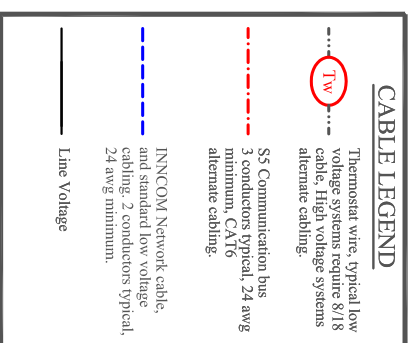 CABLE LEGEND
Tw
Thermostat wire, typical low
voltage systems require 8/18
cable, High voltage systems
alternate cabling.
S5 Communication bus
3 conductors typical, 24 awg
minimum, CAT6
alternate cabling.
INNCOM Network cable,
and standard low voltage
cabling. 2 conductors typical,
24 awg minimum.
Line Voltage